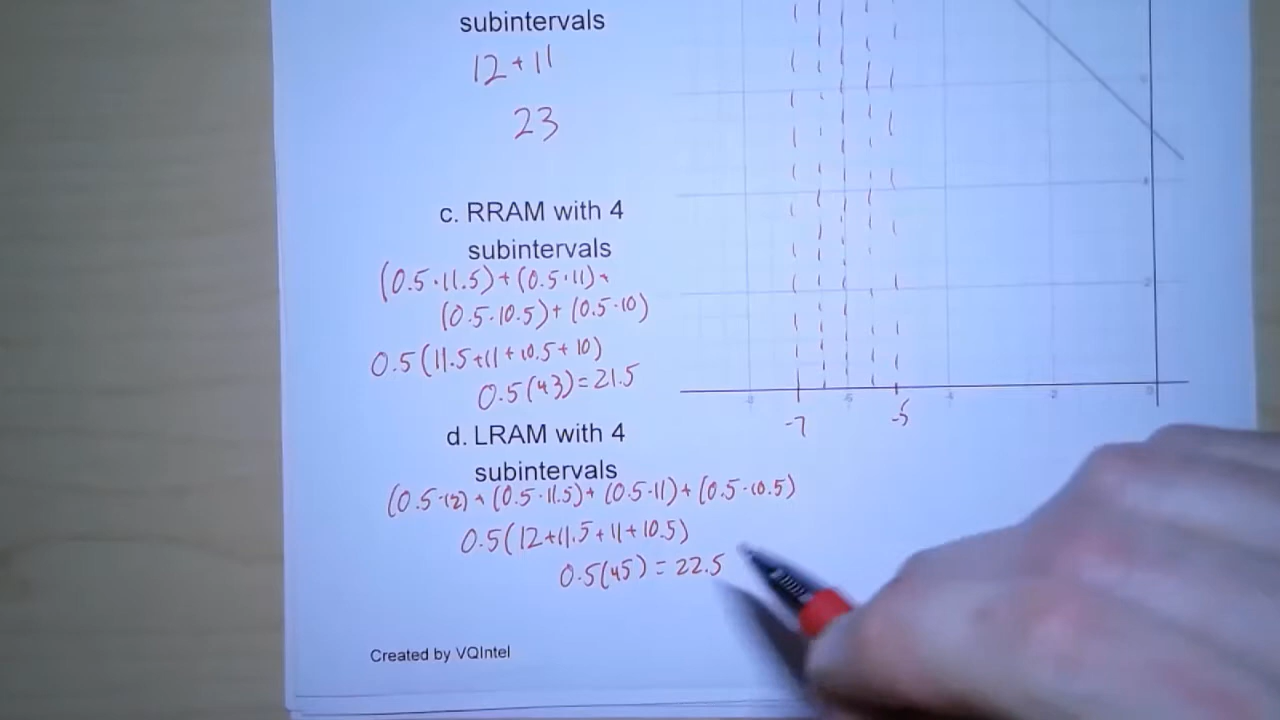 subintervals
12+11
23
c. RRAM with 4
subintervals
(0.5·11.5)+(0.5·11)+
(0.5·10.5)+(0.5·10)
0.5(11.5+11+10.5+10)
0.5(43)=21.5
-7
-5
d. LRAM with 4
subintervals
(0.5·12)+(0.5·11.5)+(0.5·11)+(0.5·10.5)
0.5(12+11.5+11+10.5)
0.5(45)=22.5
Created by VQIntel